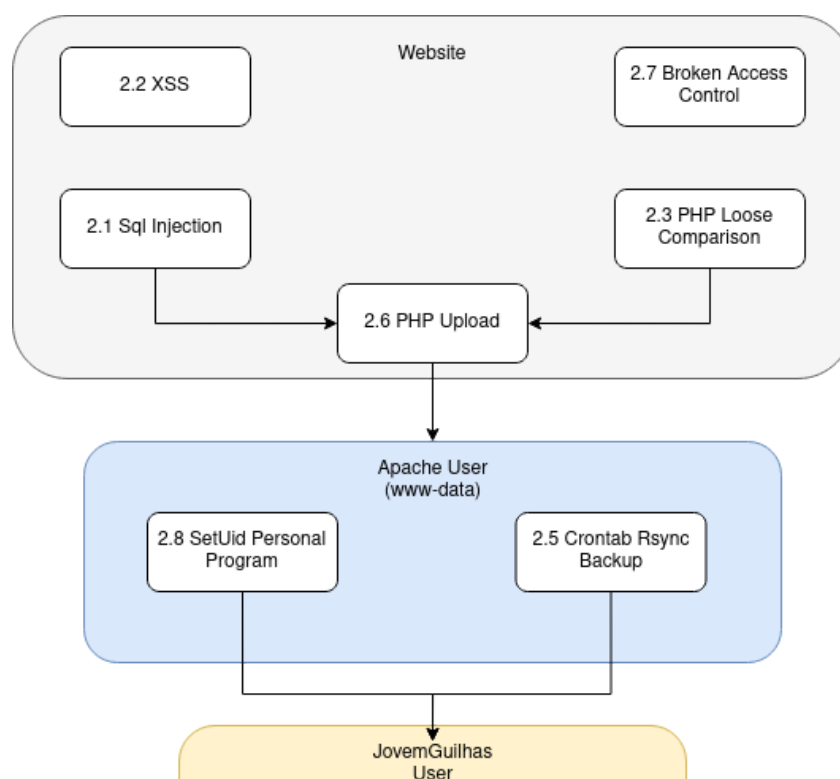 Website
2.2 XSS
2.7 Broken Access
Control
2.1 Sql Injection
2.3 PHP Loose
Comparison
2.6 PHP Upload
Apache User
(www-data)
2.8 SetUid Personal
Program
2.5 Crontab Rsync
Backup
JovemGuilhas
User